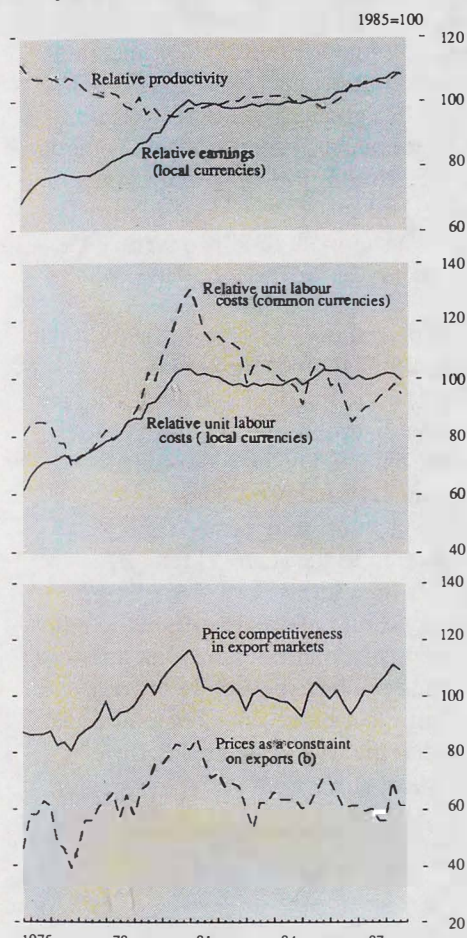 1985=100
120
Relative productivity
100
Relative earnings
(local currencies)
80
60
140
Relative unit labour
costs (common currencies)
120
100
Relative unit labour
costs ( local currencies)
80
60
40
140
Price competitiveness
in export markets
120
100
Prices as a constraint
on exports (b)
80
60
40
20